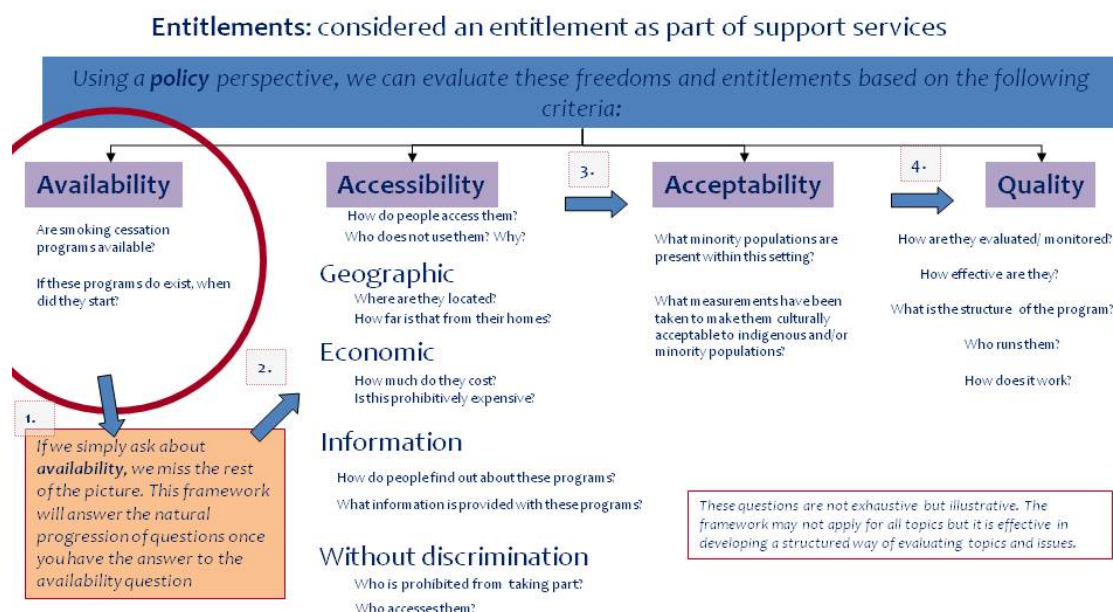 Entitlements: considered an entitlement as part of support services
Using a policy perspective, we can evaluate these freedoms and entitlements based on the following
criteria:
Availability
Are smoking cessation
programs available?
If these programs do exist, when
did they start?
1.
If we simply ask about
availability, we miss the rest
of the picture. This framework
will answer the natural
progression of questions once
you have the answer to the
availability question
2.
Accessibility
How do people access them?
Who does not use them? Why?
Geographic
Where are they located?
How far is that from their homes?
Economic
How much do they cost?
Is this prohibitively expensive?
Information
How do people find out about these programs?
What information is provided with these programs?
Without discrimination
Who is prohibited from taking part?
Who accesses them?
3.
Acceptability
What minority populations are
present within this setting?
What measurements have been
taken to make them culturally
acceptable to indigenous and/or
minority populations?
4.
Quality
How are they evaluated/ monitored?
How effective are they?
What is the structure of the program?
Who runs them?
How does it work?
These questions are not exhaustive but illustrative. The
framework may not apply for all topics but it is effective in
developing a structured way of evaluating topics and issues.